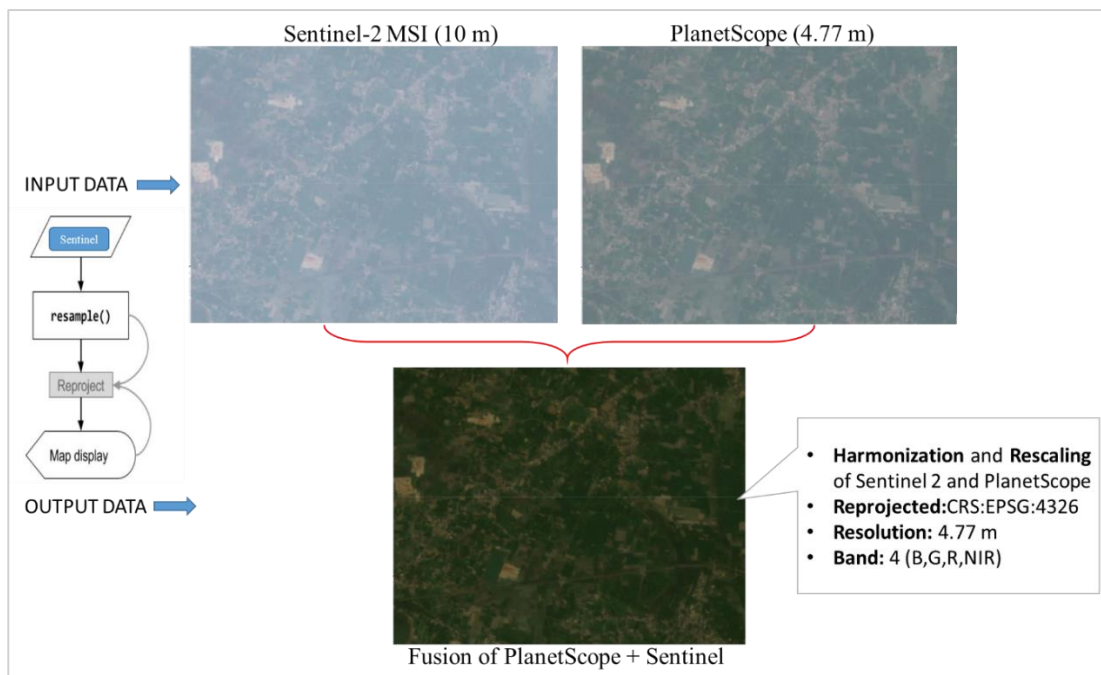 Sentinel-2 MSI (10 m)
PlanetScope (4.77 m)
INPUT DATA
Sentinel
resample()
Reproject
Map display
OUTPUT DATA
• Harmonization and Rescaling
of Sentinel 2 and PlanetScope
• Reprojected:CRS:EPSG:4326
• Resolution: 4.77 m
• Band: 4 (B,G,R,NIR)
Fusion of PlanetScope + Sentinel